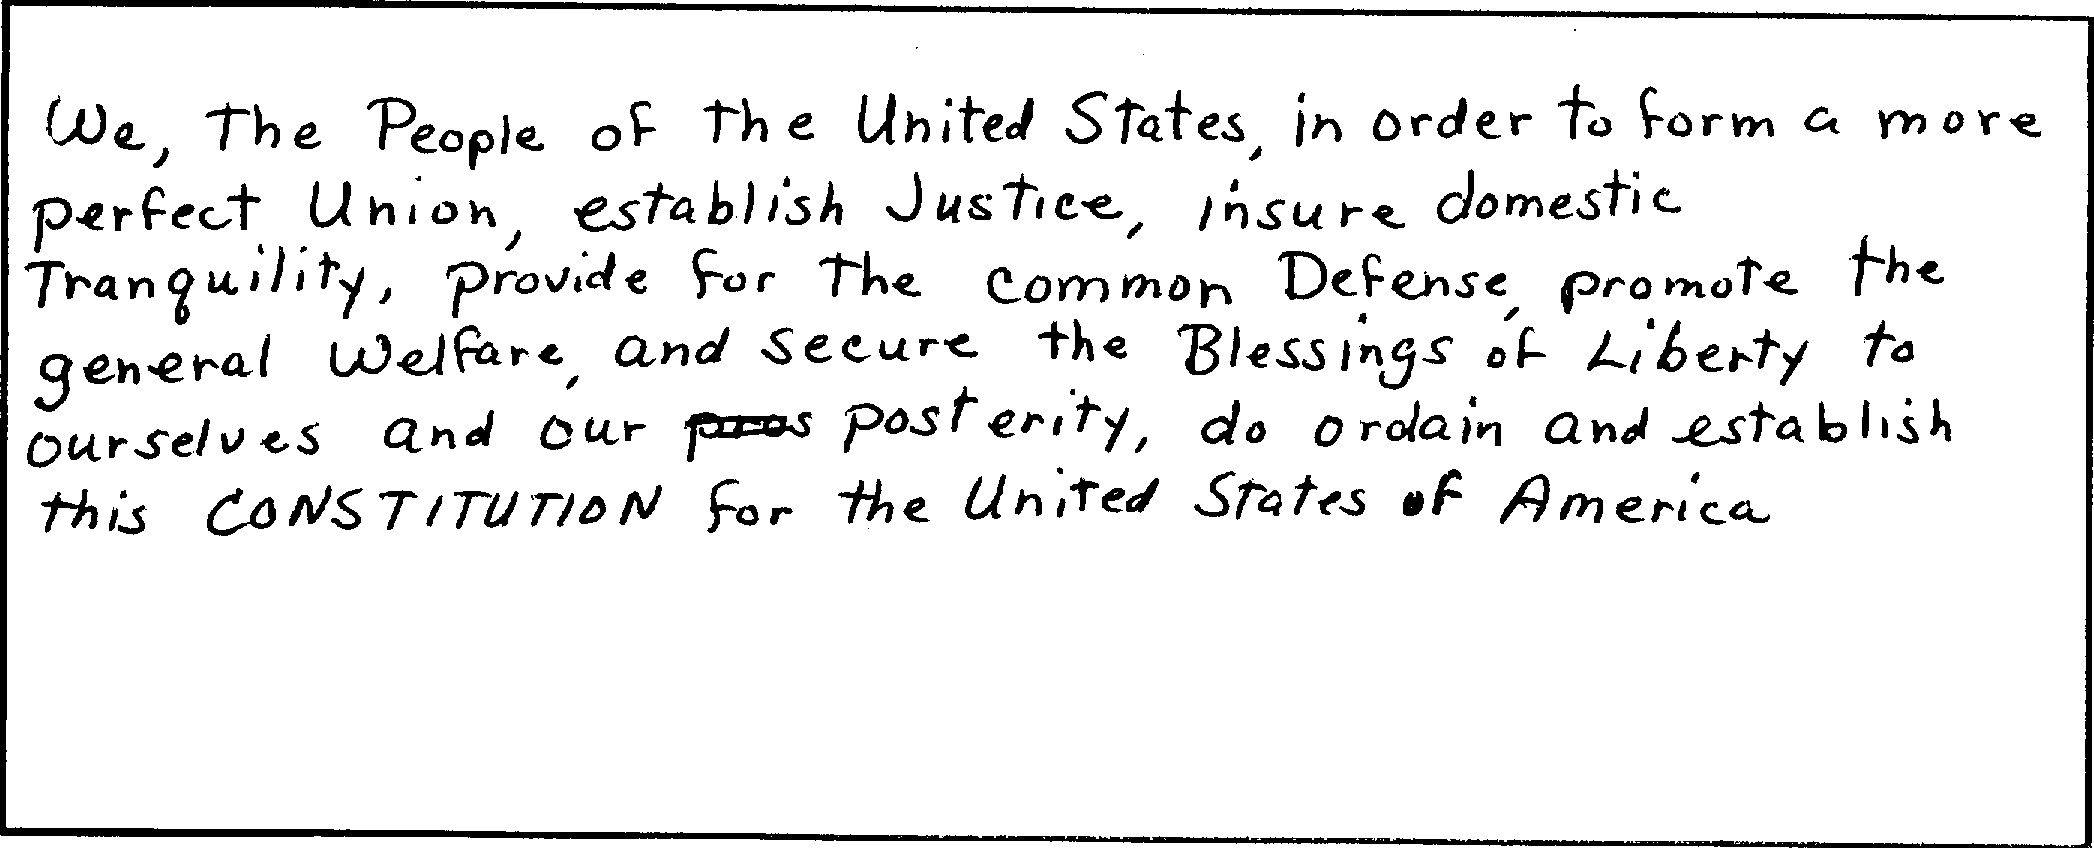 We, the People of the United States, in order to form a more
perfect Union, establish Justice, insure domestic
Tranquility, provide for the common Defense, promote the
general Welfare, and secure the Blessings of Liberty to
ourselves and our posterity, do ordain and establish
this CONSTITUTION for the United States of America